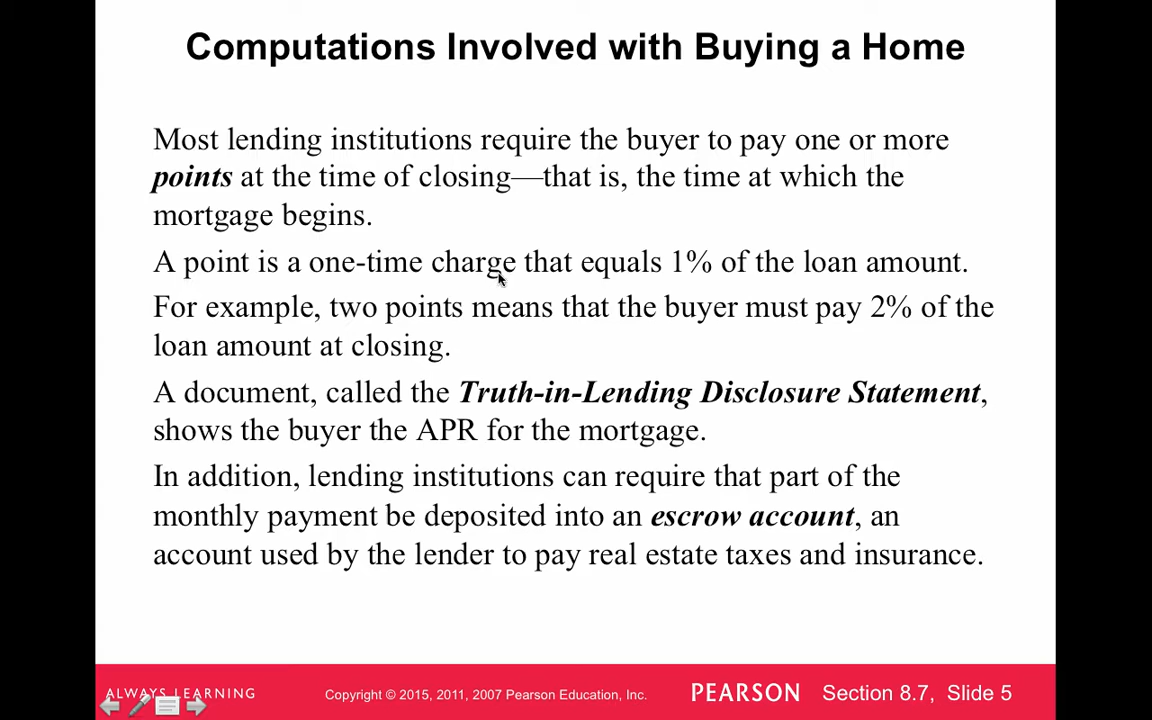 Computations Involved with Buying a Home
Most lending institutions require the buyer to pay one or more
points at the time of closing—that is, the time at which the
mortgage begins.
A point is a one-time charge that equals 1% of the loan amount.
For example, two points means that the buyer must pay 2% of the
loan amount at closing.
A document, called the Truth-in-Lending Disclosure Statement,
shows the buyer the APR for the mortgage.
In addition, lending institutions can require that part of the
monthly payment be deposited into an escrow account, an
account used by the lender to pay real estate taxes and insurance.
ALWAYS LEARNING
Copyright © 2015, 2011, 2007 Pearson Education, Inc.
PEARSON
Section 8.7, Slide 5